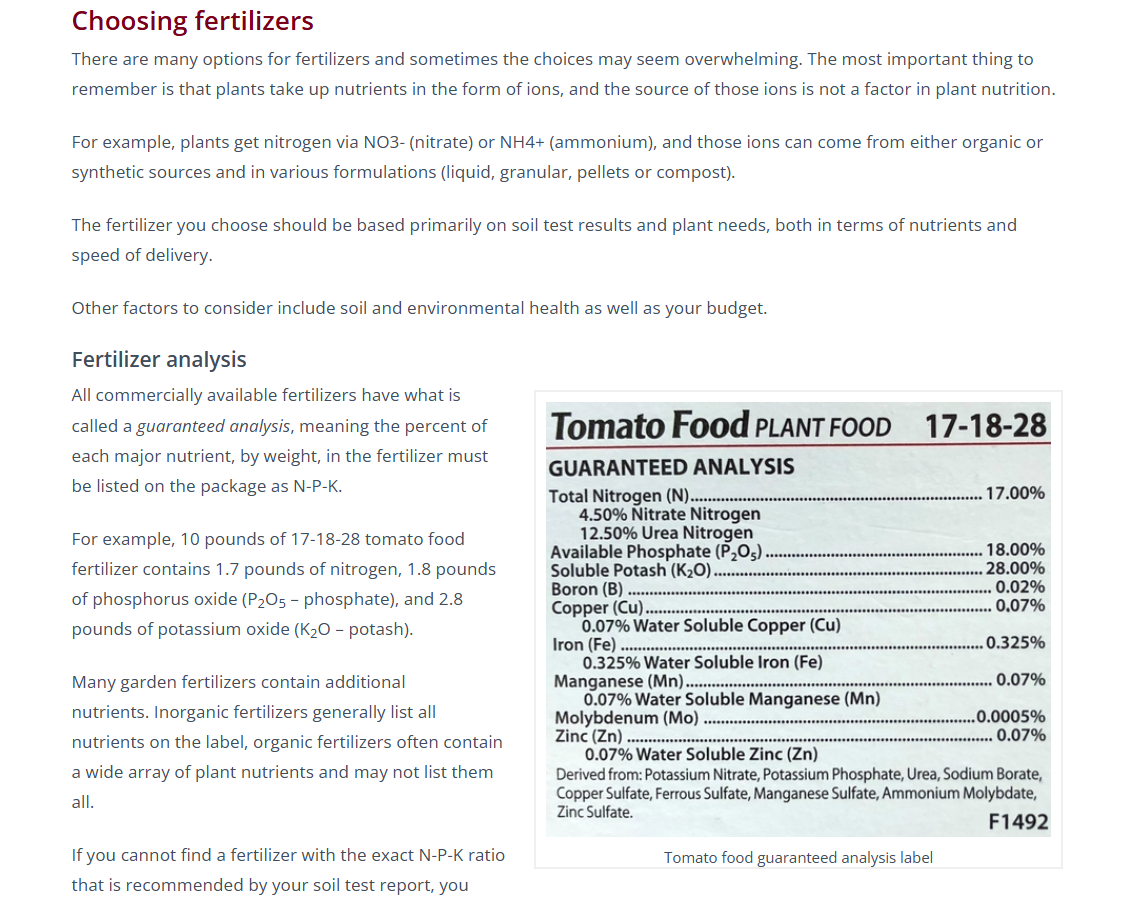 Choosing fertilizers
There are many options for fertilizers and sometimes the choices may seem overwhelming. The most important thing to
remember is that plants take up nutrients in the form of ions, and the source of those ions is not a factor in plant nutrition.
For example, plants get nitrogen via NO3- (nitrate) or NH4+ (ammonium), and those ions can come from either organic or
synthetic sources and in various formulations (liquid, granular, pellets or compost).
The fertilizer you choose should be based primarily on soil test results and plant needs, both in terms of nutrients and
speed of delivery.
Other factors to consider include soil and environmental health as well as your budget.
Fertilizer analysis
All commercially available fertilizers have what is
called a guaranteed analysis, meaning the percent of
each major nutrient, by weight, in the fertilizer must
be listed on the package as N-P-K.
For example, 10 pounds of 17-18-28 tomato food
fertilizer contains 1.7 pounds of nitrogen, 1.8 pounds
of phosphorus oxide (P₂O₅ – phosphate), and 2.8
pounds of potassium oxide (K₂O – potash).
Many garden fertilizers contain additional
nutrients. Inorganic fertilizers generally list all
nutrients on the label, organic fertilizers often contain
a wide array of plant nutrients and may not list them
all.
If you cannot find a fertilizer with the exact N-P-K ratio
that is recommended by your soil test report, you
Tomato Food PLANT FOOD 17-18-28
GUARANTEED ANALYSIS
Total Nitrogen (N)........ 17.00%
4.50% Nitrate Nitrogen
12.50% Urea Nitrogen
Available Phosphate (P₂O₅)........ 18.00%
Soluble Potash (K₂O)........ 28.00%
Boron (B)........ 0.02%
Copper (Cu)........ 0.07%
0.07% Water Soluble Copper (Cu)
Iron (Fe)........ 0.325%
0.325% Water Soluble Iron (Fe)
Manganese (Mn)........ 0.07%
0.07% Water Soluble Manganese (Mn)
Molybdenum (Mo)........0.0005%
Zinc (Zn)........ 0.07%
0.07% Water Soluble Zinc (Zn)
Derived from: Potassium Nitrate, Potassium Phosphate, Urea, Sodium Borate,
Copper Sulfate, Ferrous Sulfate, Manganese Sulfate, Ammonium Molybdate,
Zinc Sulfate.
F1492
Tomato food guaranteed analysis label